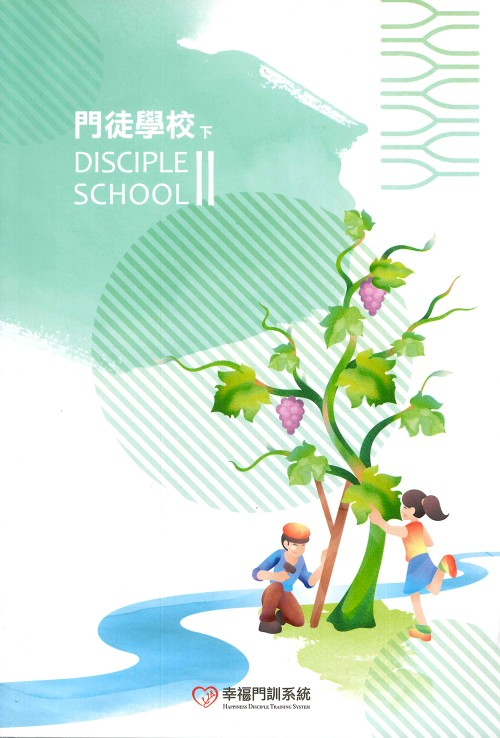 門徒學校 下
DISCIPLE
SCHOOL II
幸福門訓系統
HAPPINESS DISCIPLE TRAINING SYSTEM